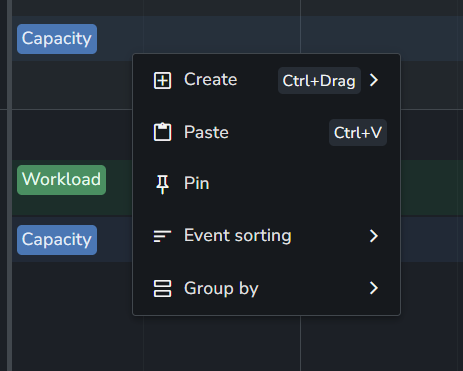 Capacity
Create Ctrl+Drag
Paste Ctrl+V
Workload
Pin
Capacity
Event sorting
Group by